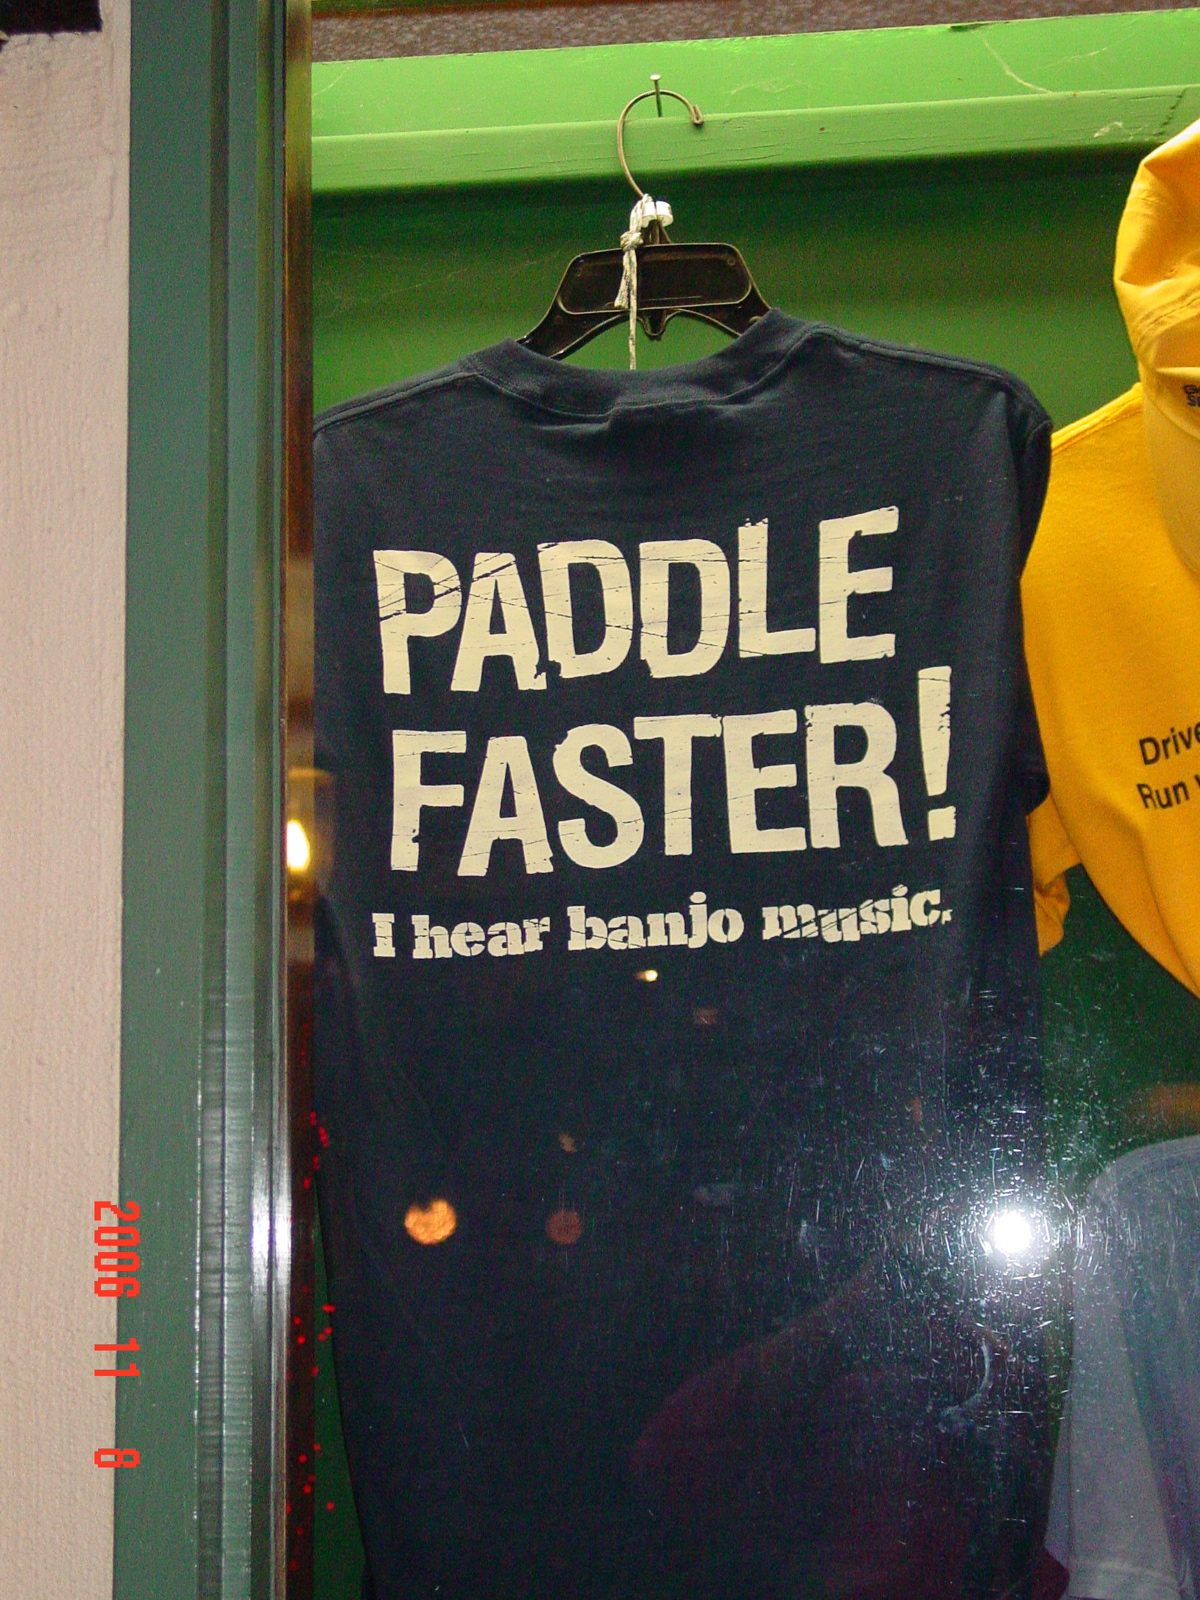 PADDLE
FASTER!
I hear banjo music.
Drive
Run
2006 11 8